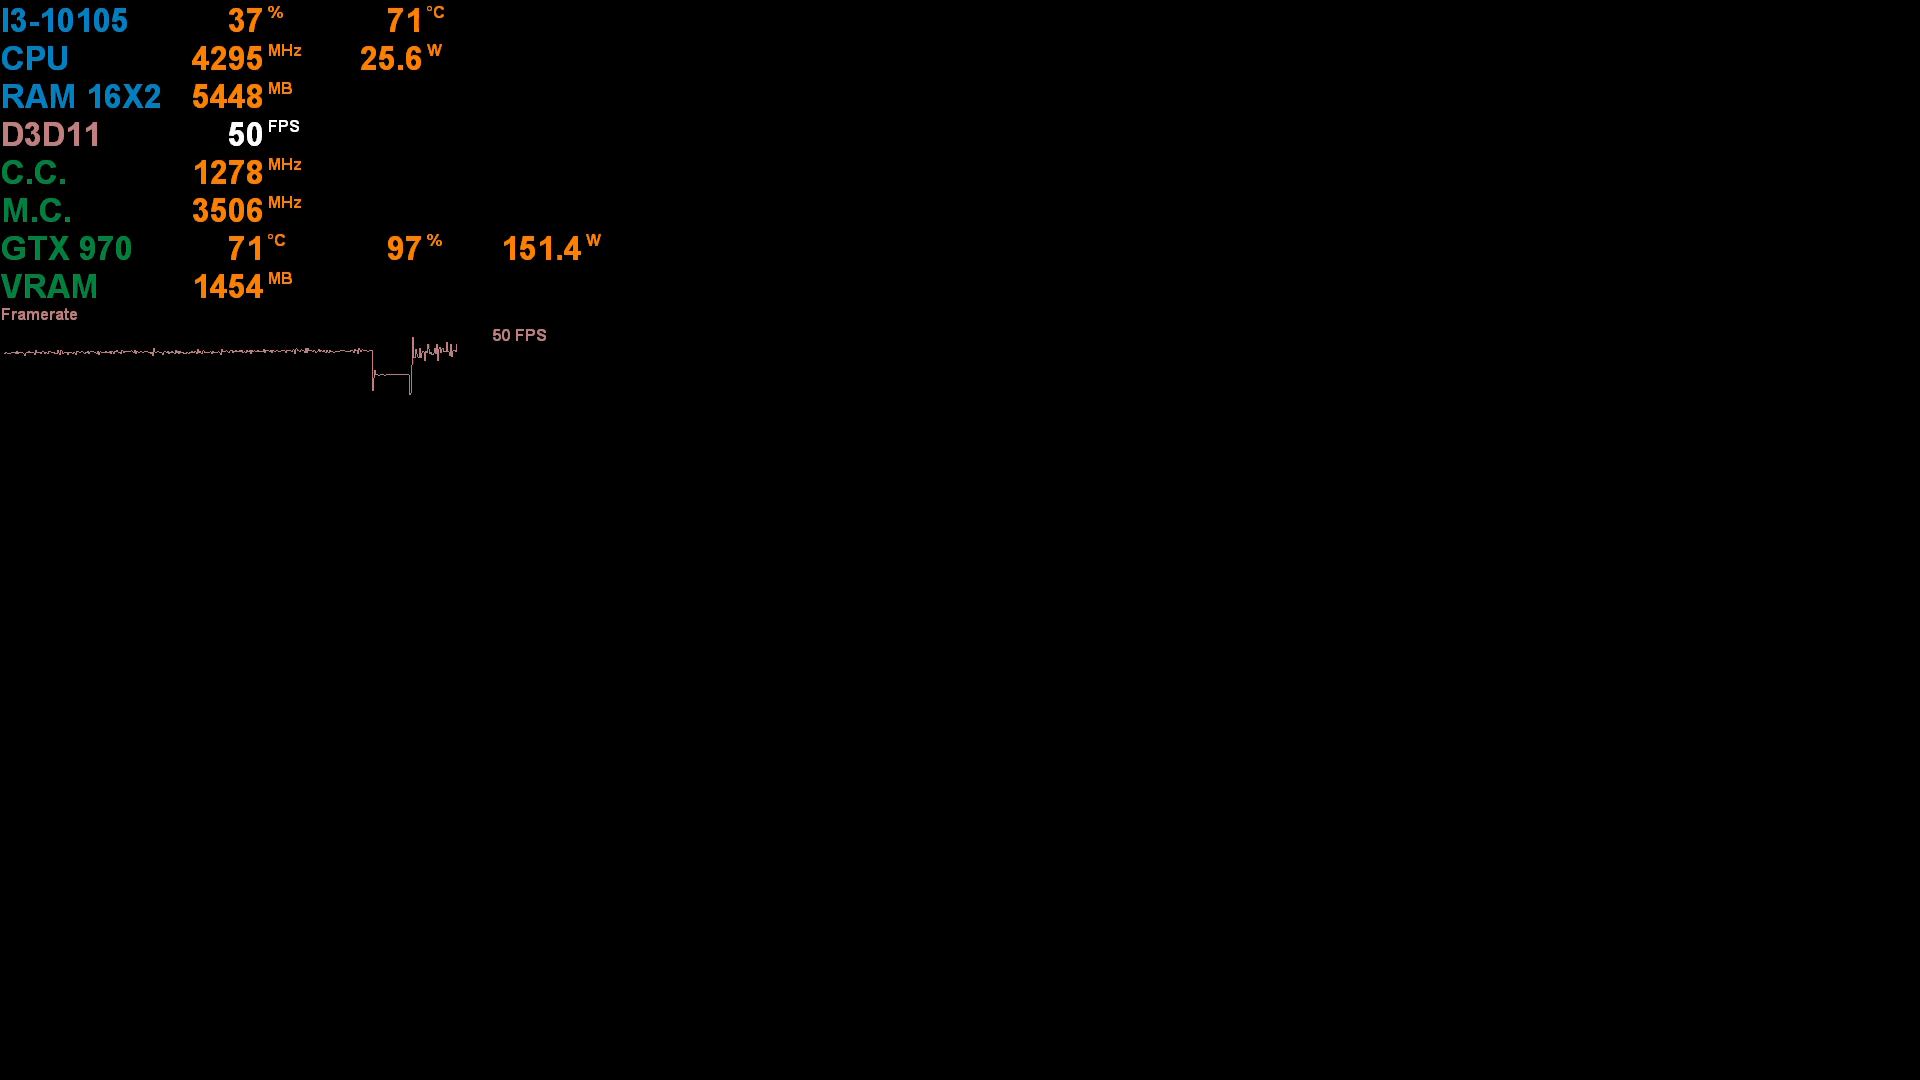 I3-10105 37 % 71 °C
CPU 4295 MHz 25.6 W
RAM 16X2 5448 MB
D3D11 50 FPS
C.C. 1278 MHz
M.C. 3506 MHz
GTX 970 71 °C 97 % 151.4 W
VRAM 1454 MB
Framerate
50 FPS